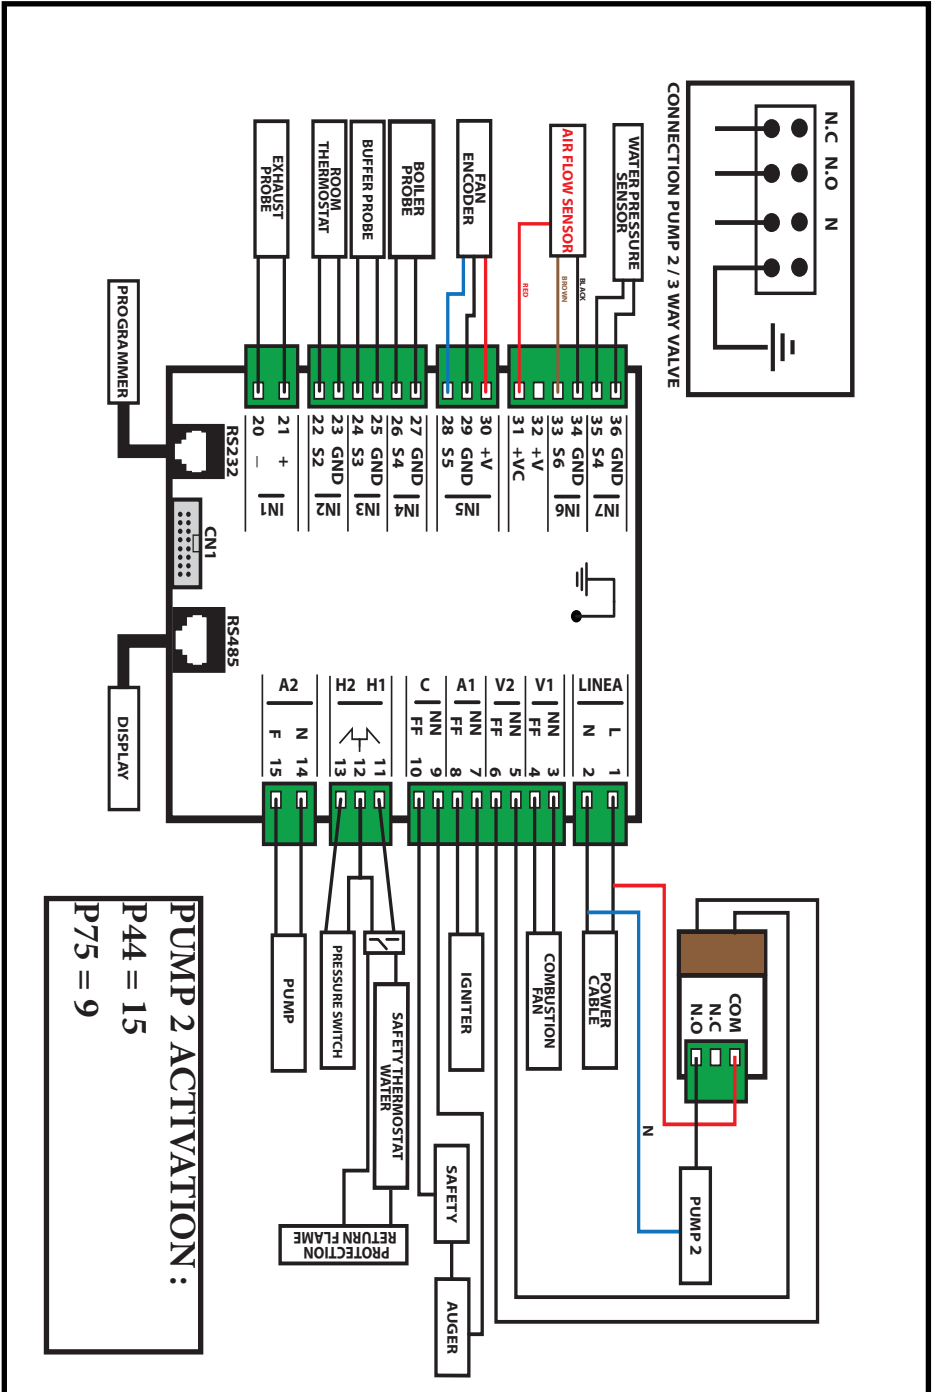 CONNECTION PUMP 2 / 3 WAY VALVE
N.C N.O N
WATER PRESSURE
SENSOR
AIR FLOW SENSOR
FAN
ENCODER
BOILER
PROBE
BUFFER PROBE
ROOM
THERMOSTAT
EXHAUST
PROBE
BLACK
BROWN
RED
PROGRAMMER
36 GND
35 S4
IN7
34 GND
33 S6
IN6
32 +V
31 +VC
30 +V
29 GND
28 S5
IN5
27 GND
26 S4
IN4
25 GND
24 S3
IN3
23 GND
22 S2
IN2
21 +
20 –
IN1
RS232
CN1
RS485
DISPLAY
LINEA
L 1
N 2
V1
NN 3
FF 4
V2
NN 5
FF 6
A1
NN 7
FF 8
C
NN 9
FF 10
H2 H1
11
12
13
A2
N 14
F 15
COM
N.C
N.O
N
PUMP 2
POWER
CABLE
COMBUSTION
FAN
IGNITER
SAFETY
AUGER
SAFETY THERMOSTAT
WATER
PRESSURE SWITCH
PROTECTION
RETURN FLAME
PUMP
PUMP 2 ACTIVATION :
P44 = 15
P75 = 9